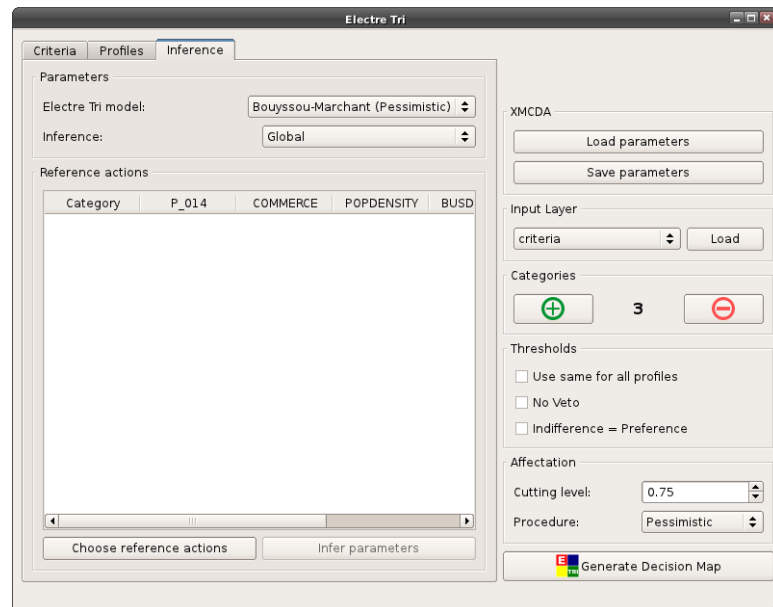 Electre Tri
Criteria Profiles Inference
Parameters
Electre Tri model: Bouyssou-Marchant (Pessimistic)
Inference: Global
Reference actions
Category P_014 COMMERCE POPDENSITY BUSD
Choose reference actions Infer parameters
XMCDA
Load parameters
Save parameters
Input Layer
criteria Load
Categories
3
Thresholds
Use same for all profiles
No Veto
Indifference = Preference
Affectation
Cutting level: 0.75
Procedure: Pessimistic
E TRI Generate Decision Map